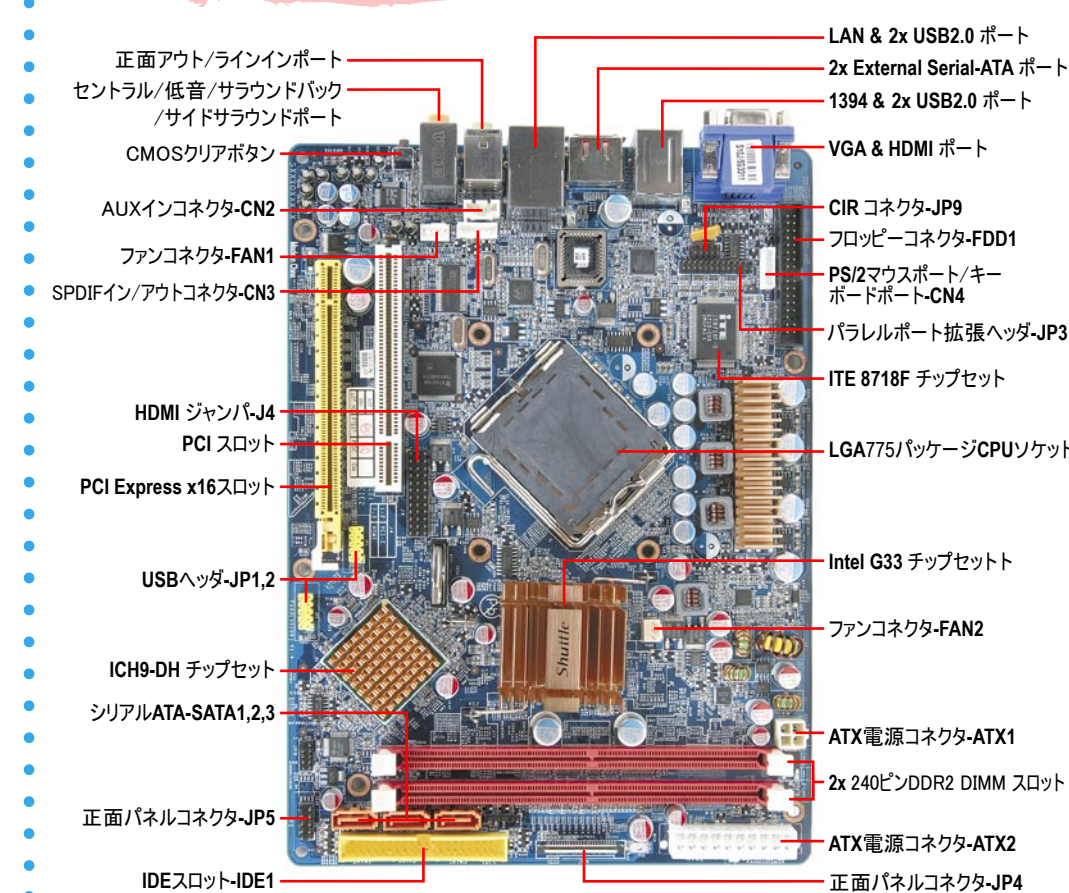 正面アウト/ラインインポート
セントラル/低音/サラウンドバック
/サイドサラウンドポート
CMOSクリアボタン
AUXインコネクタ-CN2
ファンコネクタ-FAN1
SPDIFイン/アウトコネクタ-CN3
HDMI ジャンパ-J4
PCI スロット
PCI Express x16スロット
USBヘッダ-JP1,2
ICH9-DH チップセット
シリアルATA-SATA1,2,3
正面パネルコネクタ-JP5
IDEスロット-IDE1
LAN & 2x USB2.0 ポート
2x External Serial-ATA ポート
1394 & 2x USB2.0 ポート
VGA & HDMI ポート
CIR コネクタ-JP9
フロッピーコネクタ-FDD1
PS/2マウスポート/キー
ボードポート-CN4
パラレルポート拡張ヘッダ-JP3
ITE 8718F チップセット
LGA775パッケージCPUソケット
Intel G33 チップセットト
ファンコネクタ-FAN2
ATX電源コネクタ-ATX1
2x 240ピンDDR2 DIMM スロット
ATX電源コネクタ-ATX2
正面パネルコネクタ-JP4
Shuttle